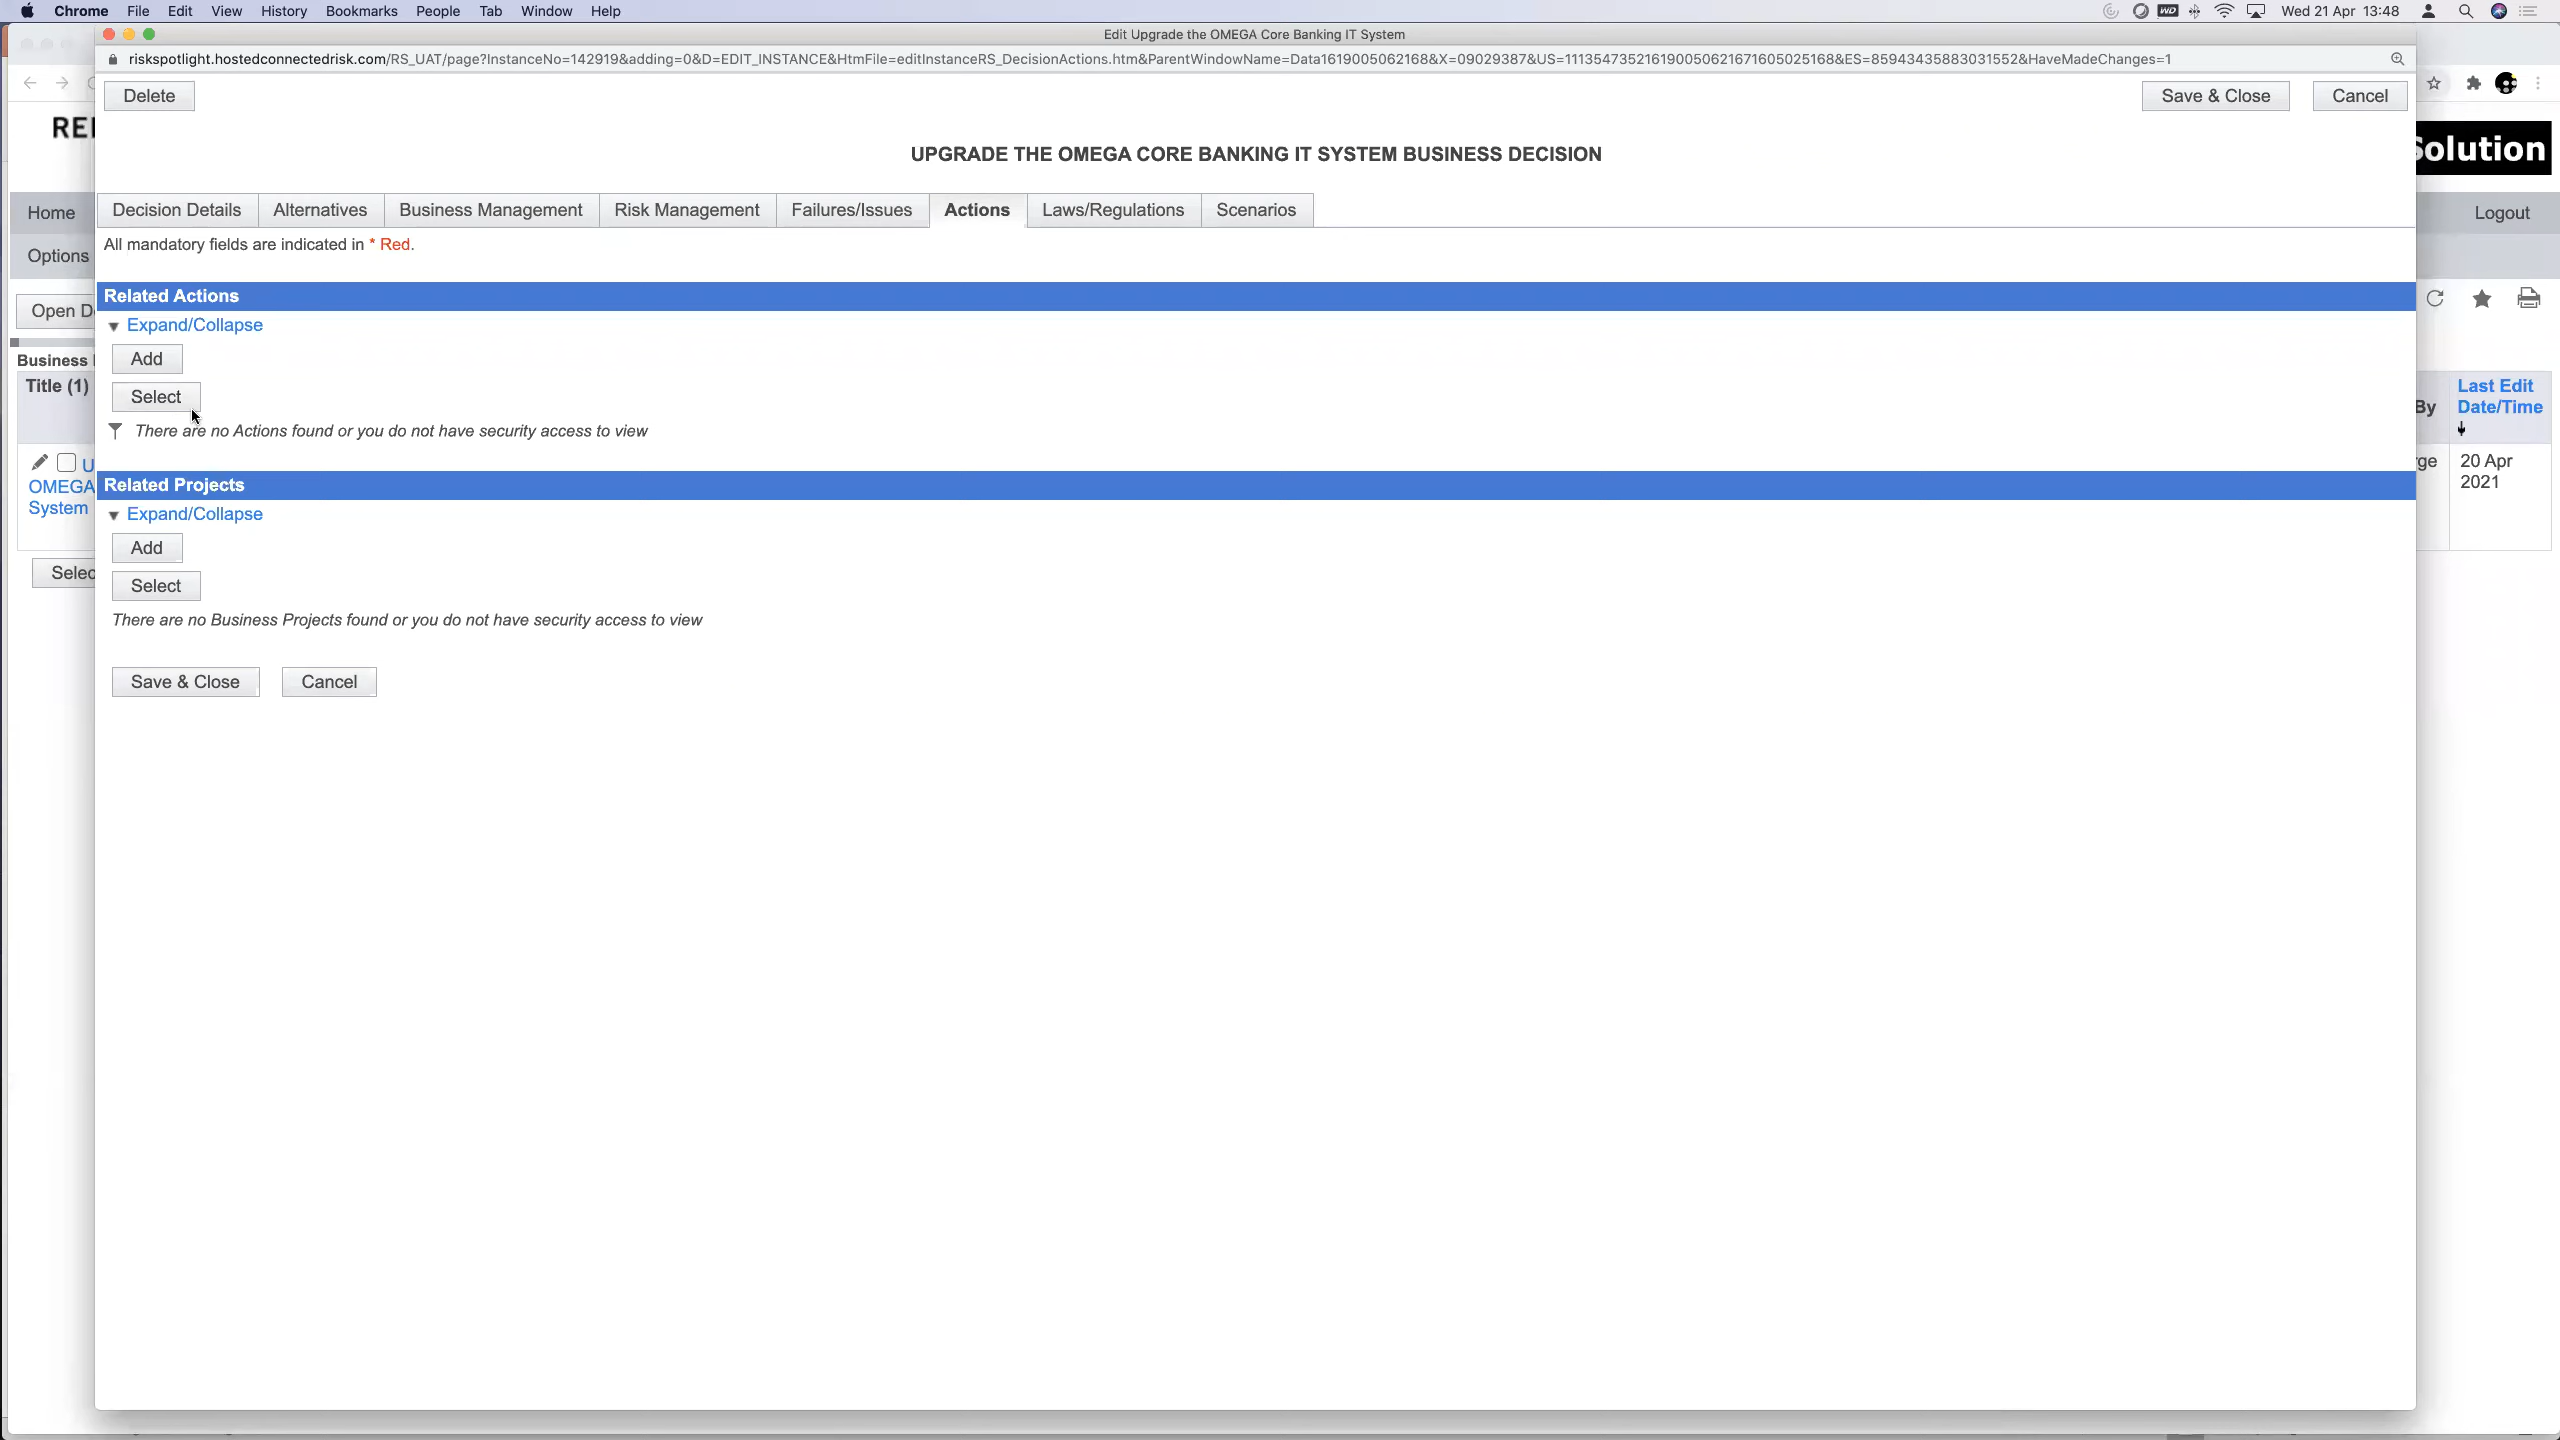 Chrome File Edit View History Bookmarks People Tab Window Help WD Wed 21 Apr 13:48
Edit Upgrade the OMEGA Core Banking IT System
riskspotlight.hostedconnectedrisk.com/RS_UAT/page?InstanceNo=142919&adding=0&D=EDIT_INSTANCE&HtmFile=editInstanceRS_DecisionActions.htm&ParentWindowName=Data1619005062168&X=09029387&US=1113547352161900506216716050251​68&ES=85943435883031552&HaveMadeChanges=1
Delete Save & Close Cancel
Solution
UPGRADE THE OMEGA CORE BANKING IT SYSTEM BUSINESS DECISION
Home Decision Details Alternatives Business Management Risk Management Failures/Issues Actions Laws/Regulations Scenarios Logout
All mandatory fields are indicated in * Red.
Options
Related Actions
Open D
Expand/Collapse
Business
Add
Title (1) Last Edit
Select
By Date/Time
There are no Actions found or you do not have security access to view
U 20 Apr
OMEGA 2021
Related Projects
System
Expand/Collapse
Add
Selec
Select
There are no Business Projects found or you do not have security access to view
Save & Close Cancel